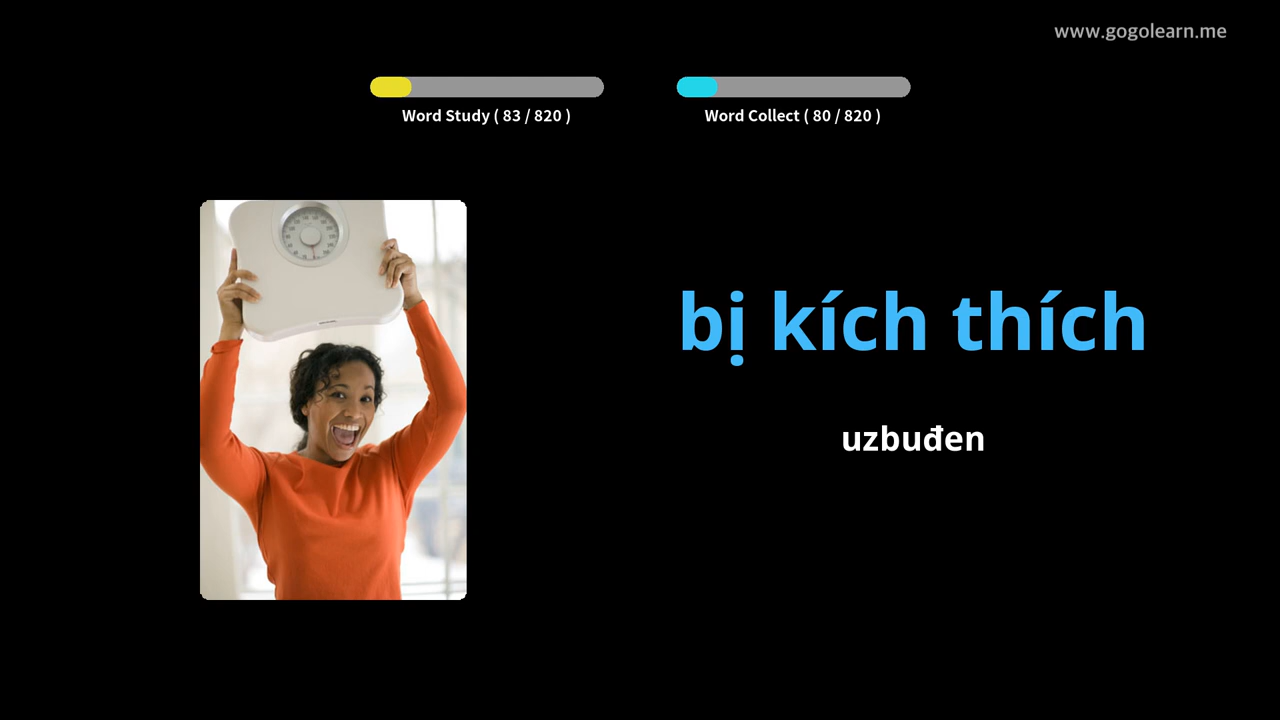 www.gogolearn.me
Word Study ( 83 / 820 )
Word Collect ( 80 / 820 )
bị kích thích
uzbuđen